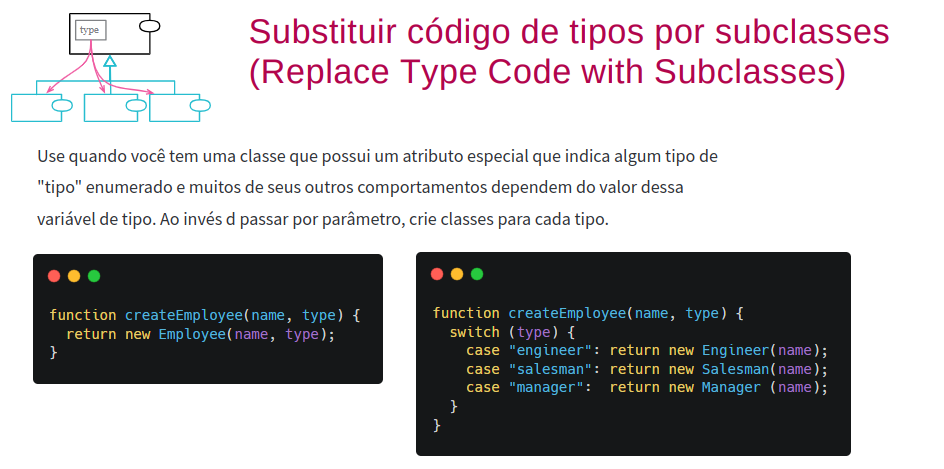 type
Substituir código de tipos por subclasses
(Replace Type Code with Subclasses)
Use quando você tem uma classe que possui um atributo especial que indica algum tipo de
"tipo" enumerado e muitos de seus outros comportamentos dependem do valor dessa
variável de tipo. Ao invés d passar por parâmetro, crie classes para cada tipo.
function createEmployee(name, type) {
  return new Employee(name, type);
}
function createEmployee(name, type) {
  switch (type) {
    case "engineer": return new Engineer(name);
    case "salesman": return new Salesman(name);
    case "manager":  return new Manager (name);
  }
}